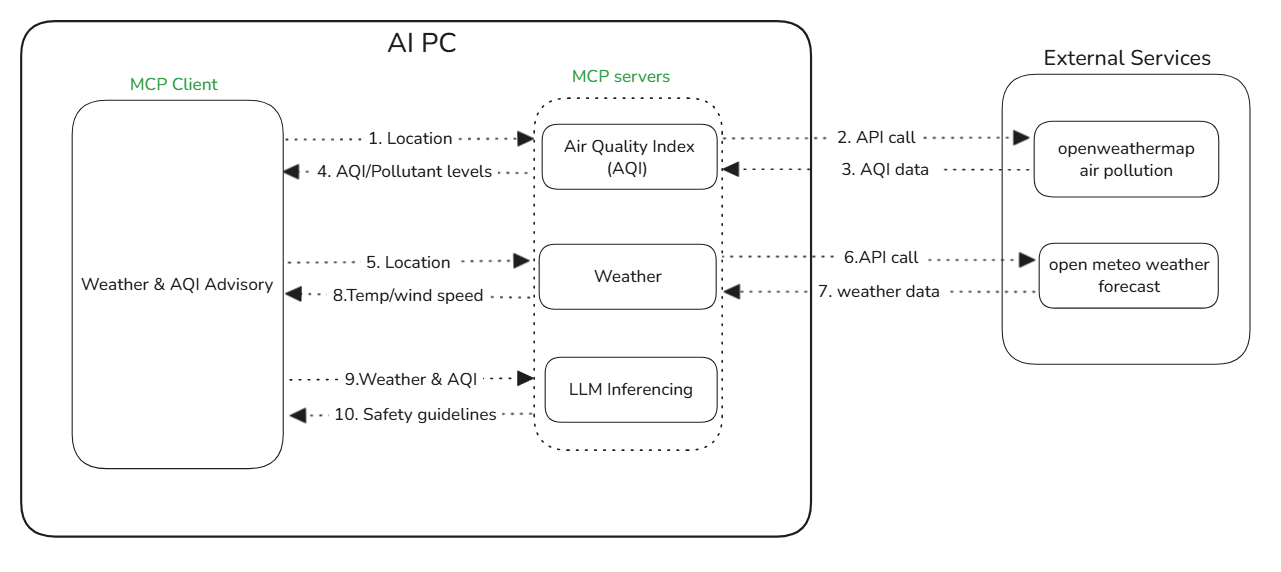 AI PC
External Services
MCP Client
MCP servers
1. Location
Air Quality Index
(AQI)
2. API call
openweathermap
air pollution
4. AQI/Pollutant levels
3. AQI data
5. Location
Weather
6.API call
open meteo weather
forecast
Weather & AQI Advisory
8.Temp/wind speed
7. weather data
9.Weather & AQI
LLM Inferencing
10. Safety guidelines